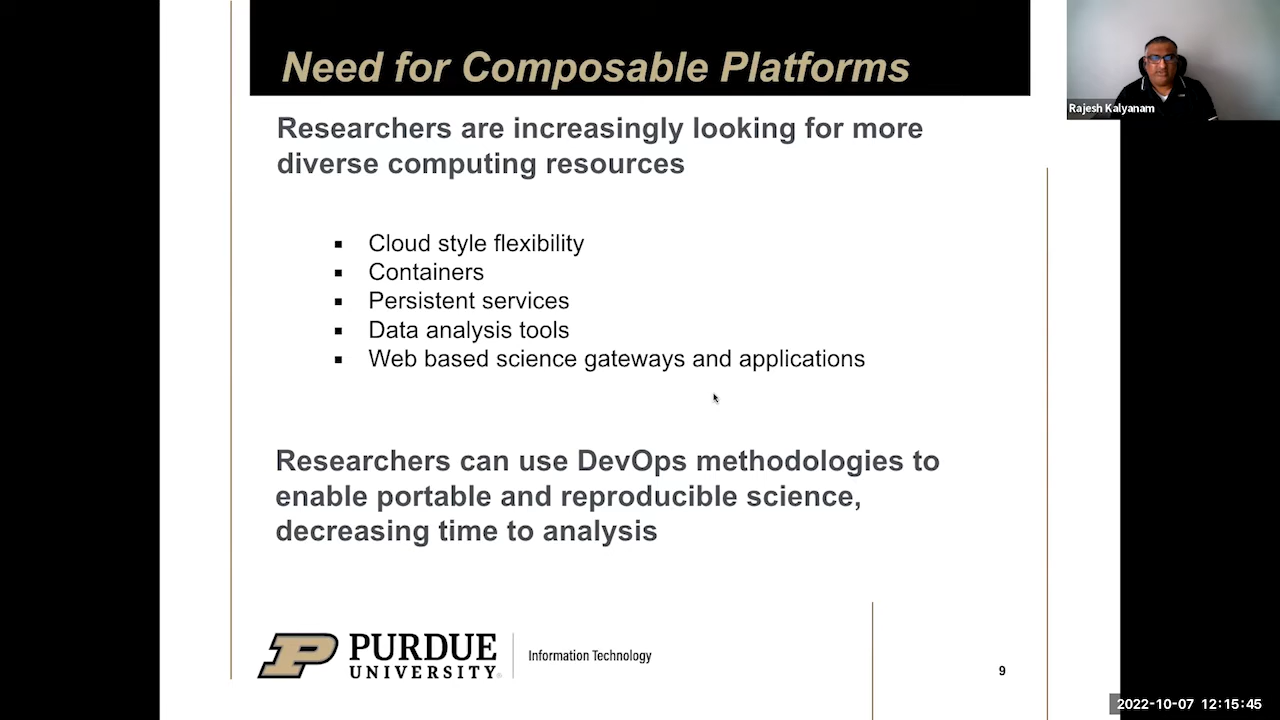 Need for Composable Platforms
Rajesh Kalyanam
Researchers are increasingly looking for more
diverse computing resources
▪ Cloud style flexibility
▪ Containers
▪ Persistent services
▪ Data analysis tools
▪ Web based science gateways and applications
Researchers can use DevOps methodologies to
enable portable and reproducible science,
decreasing time to analysis
PURDUE
UNIVERSITY®
Information Technology
9
2022-10-07 12:15:45